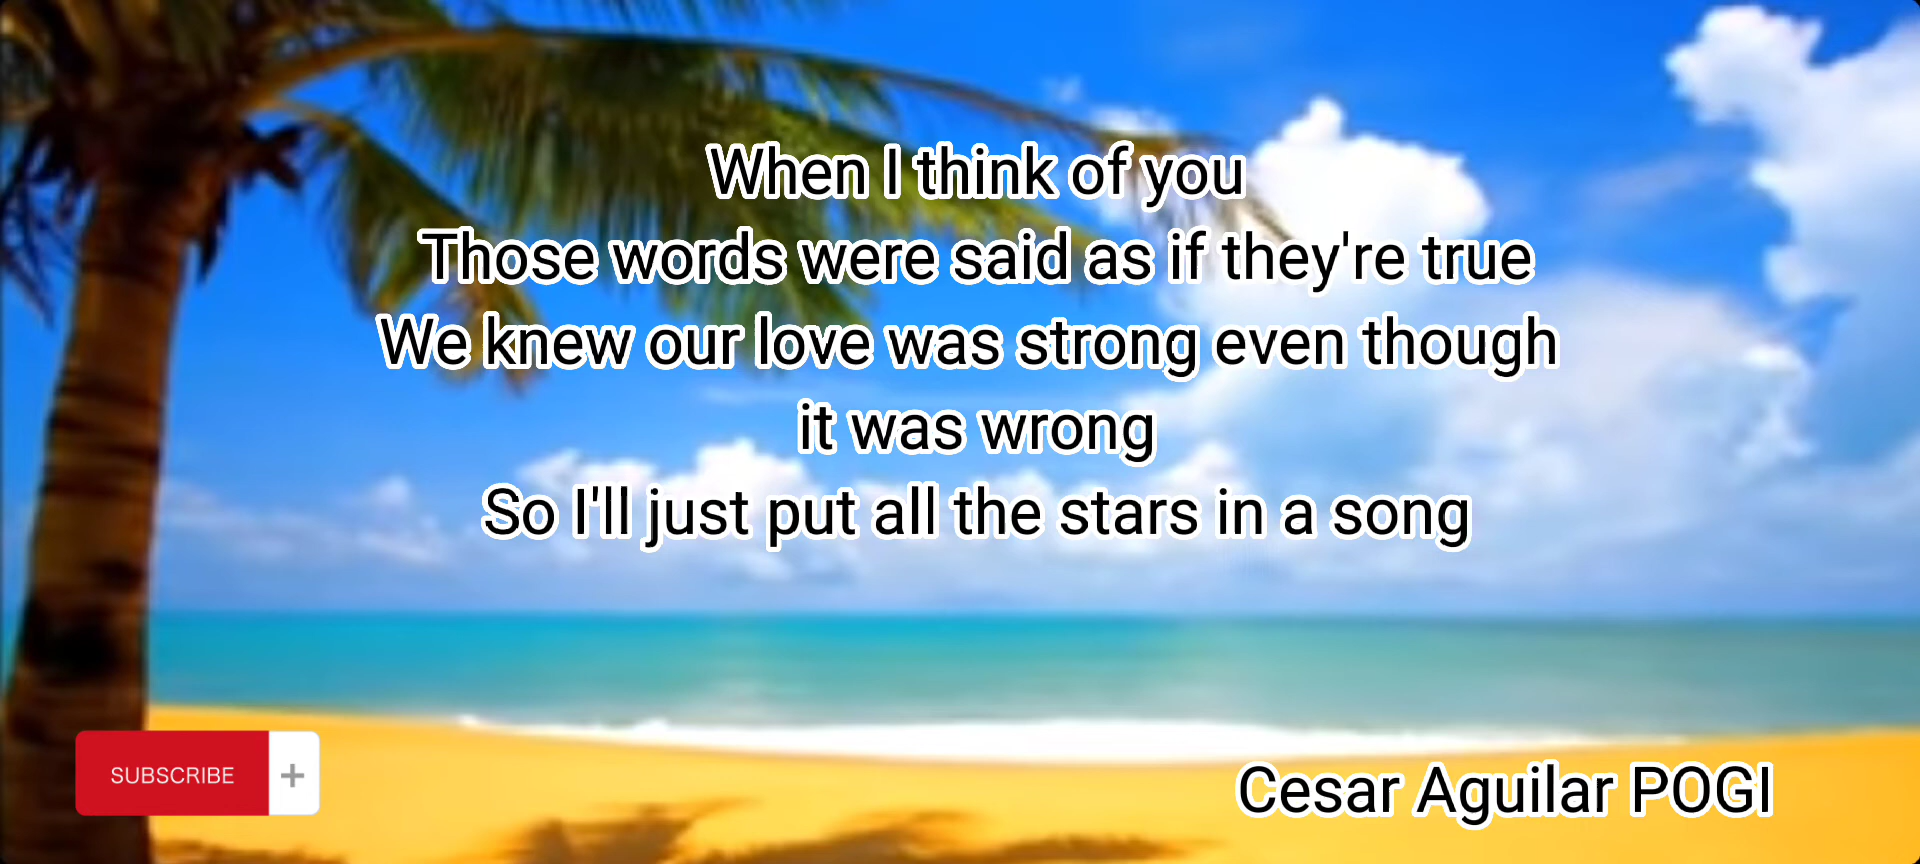 When I think of you
Those words were said as if they're true
We knew our love was strong even though
it was wrong
So I'll just put all the stars in a song
SUBSCRIBE +
Cesar Aguilar POGI